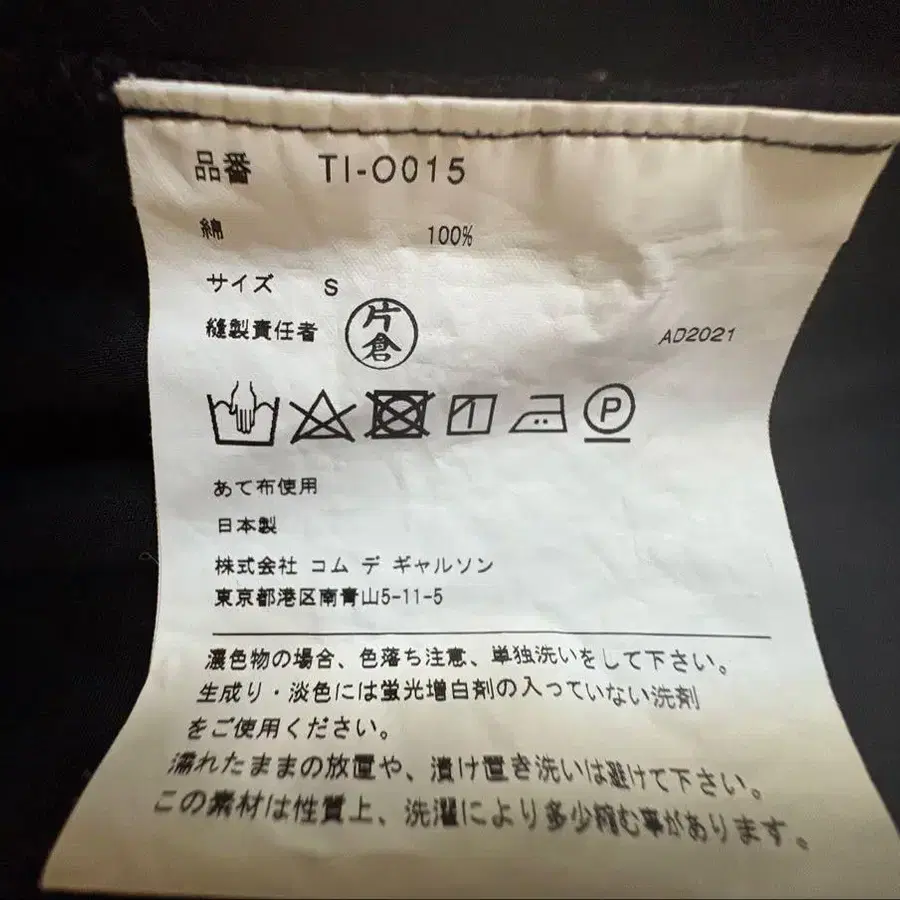 品番 TI-O015
綿 100%
サイズ S
縫製責任者 片倉 AD2021
P
あて布使用
日本製
株式会社 コム デ ギャルソン
東京都港区南青山5-11-5
濃色物の場合、色落ち注意、単独洗いをして下さい。
生成り・淡色には蛍光増白剤の入っていない洗剤
をご使用ください。
濡れたままの放置や、漬け置き洗いは避けて下さい。
この素材は性質上、洗濯により多少縮む事があります。